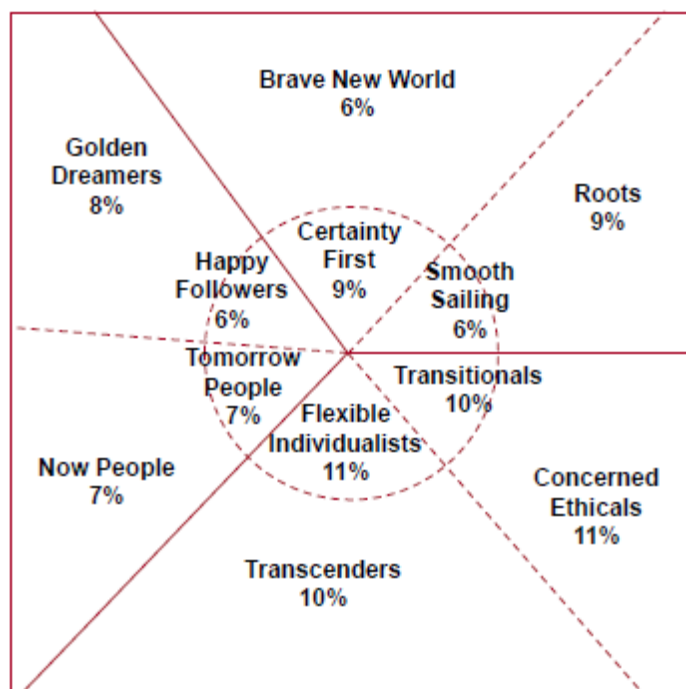 Brave New World
6%
Golden
Dreamers
8%
Roots
9%
Certainty
First
9%
Happy
Followers
6%
Smooth
Sailing
6%
Tomorrow
People
7%
Transitionals
10%
Flexible
Individualists
11%
Now People
7%
Concerned
Ethicals
11%
Transcenders
10%